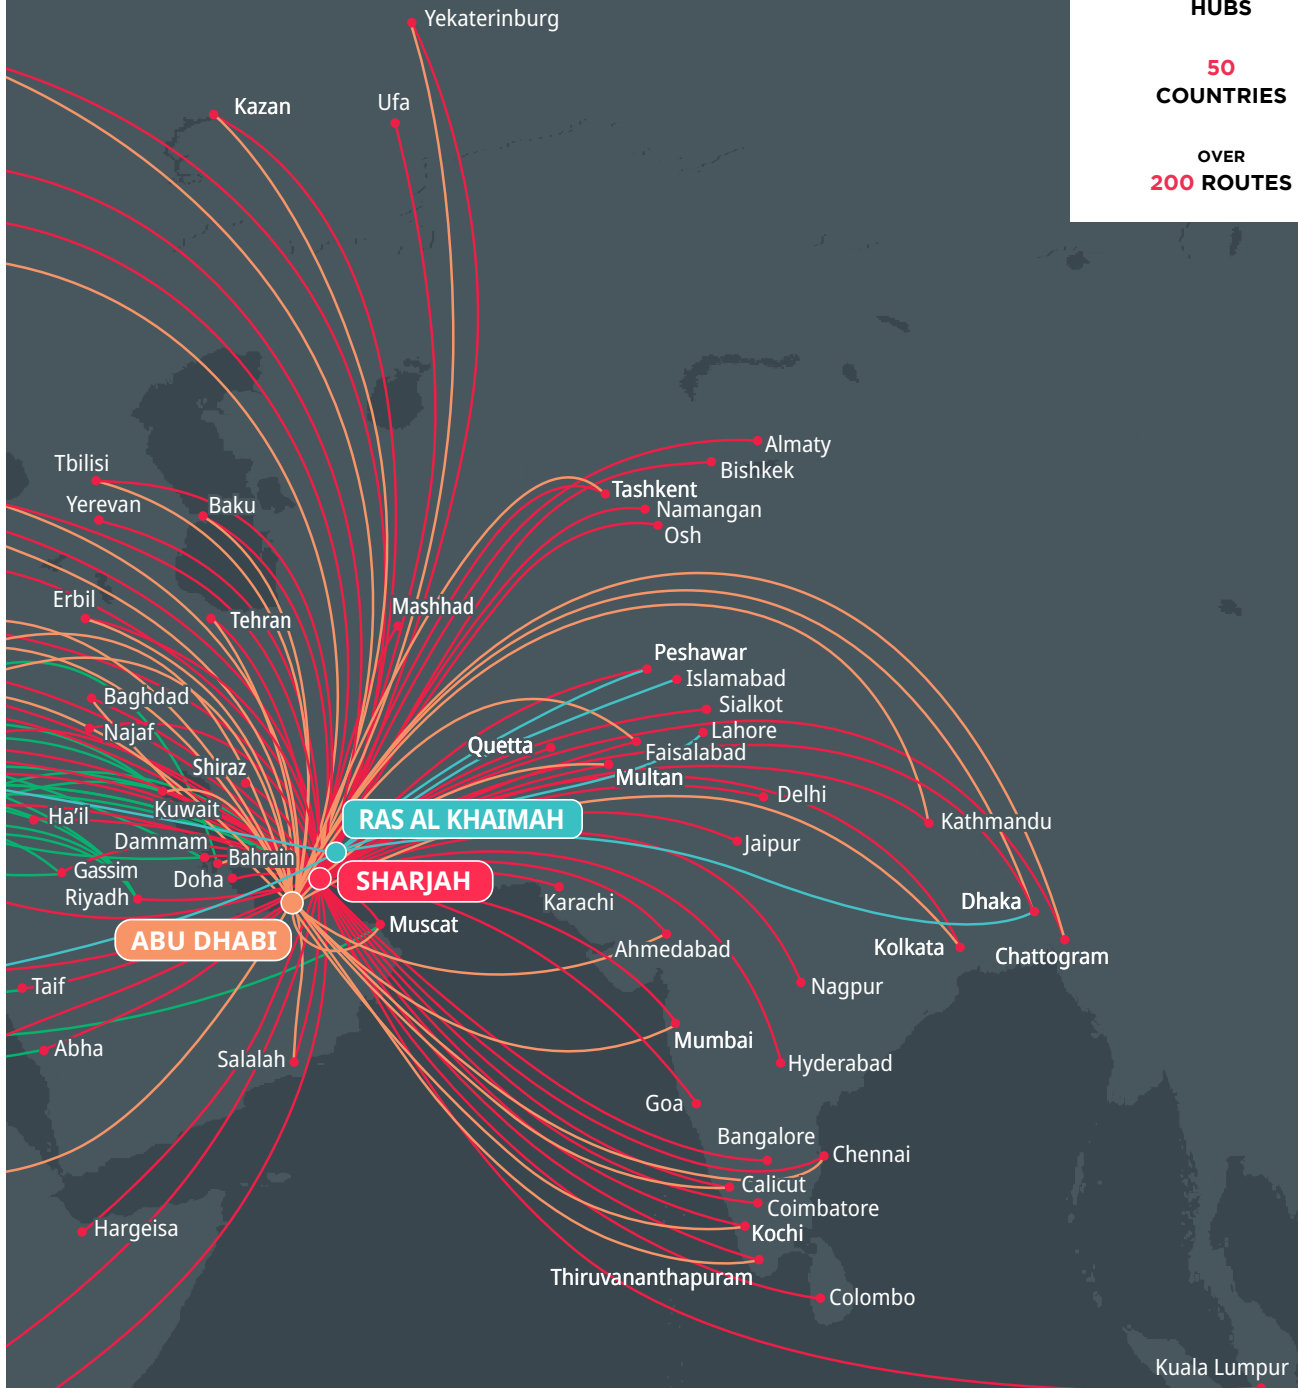 HUBS
50
COUNTRIES
OVER
200 ROUTES
Yekaterinburg
Kazan
Ufa
Almaty
Tbilisi
Bishkek
Tashkent
Yerevan
Baku
Namangan
Osh
Erbil
Mashhad
Tehran
Peshawar
Islamabad
Baghdad
Sialkot
Najaf
Lahore
Quetta
Faisalabad
Shiraz
Multan
Delhi
Kuwait
Ha'il
RAS AL KHAIMAH
Kathmandu
Dammam
Jaipur
Bahrain
Gassim
Doha
SHARJAH
Riyadh
Karachi
Dhaka
Muscat
ABU DHABI
Ahmedabad
Kolkata
Chattogram
Taif
Nagpur
Mumbai
Abha
Salalah
Hyderabad
Goa
Bangalore
Chennai
Calicut
Coimbatore
Hargeisa
Kochi
Thiruvananthapuram
Colombo
Kuala Lumpur